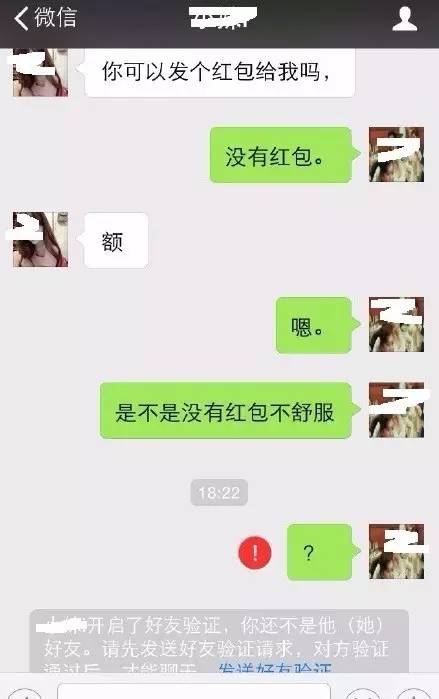 微信
你可以发个红包给我吗，
没有红包。
额
嗯。
是不是没有红包不舒服
18:22
!
？
开启了好友验证，你还不是他（她）
好友。请先发送好友验证请求，对方验证
通过后，才能聊天。发送好友验证